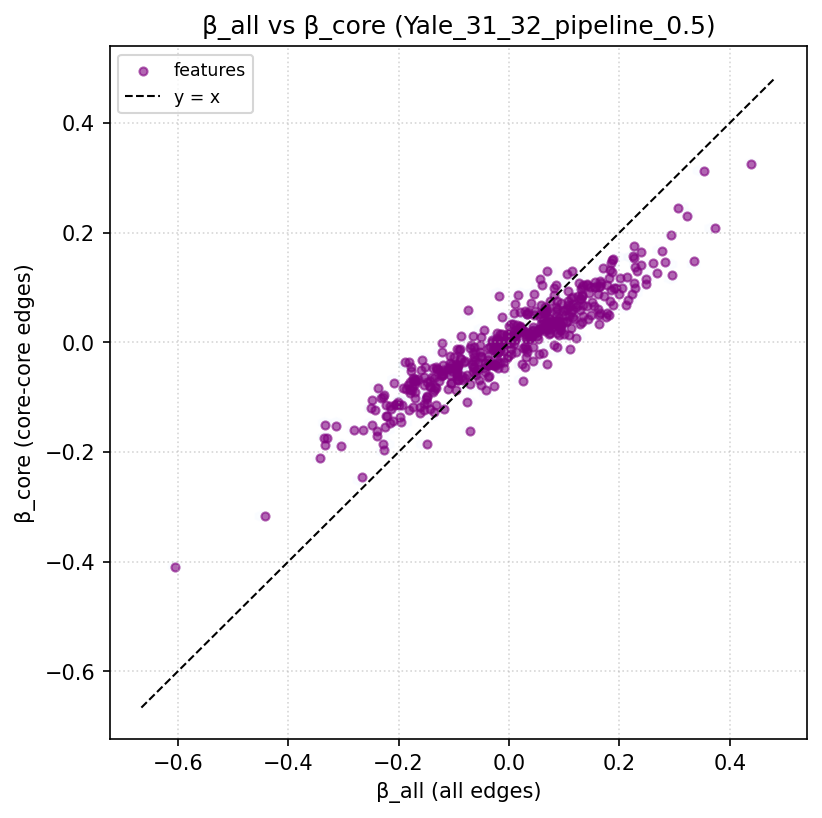 β_all vs β_core (Yale_31_32_pipeline_0.5)
features
y = x
0.4
0.2
0.0
−0.2
−0.4
−0.6
β_core (core-core edges)
−0.6 −0.4 −0.2 0.0 0.2 0.4
β_all (all edges)